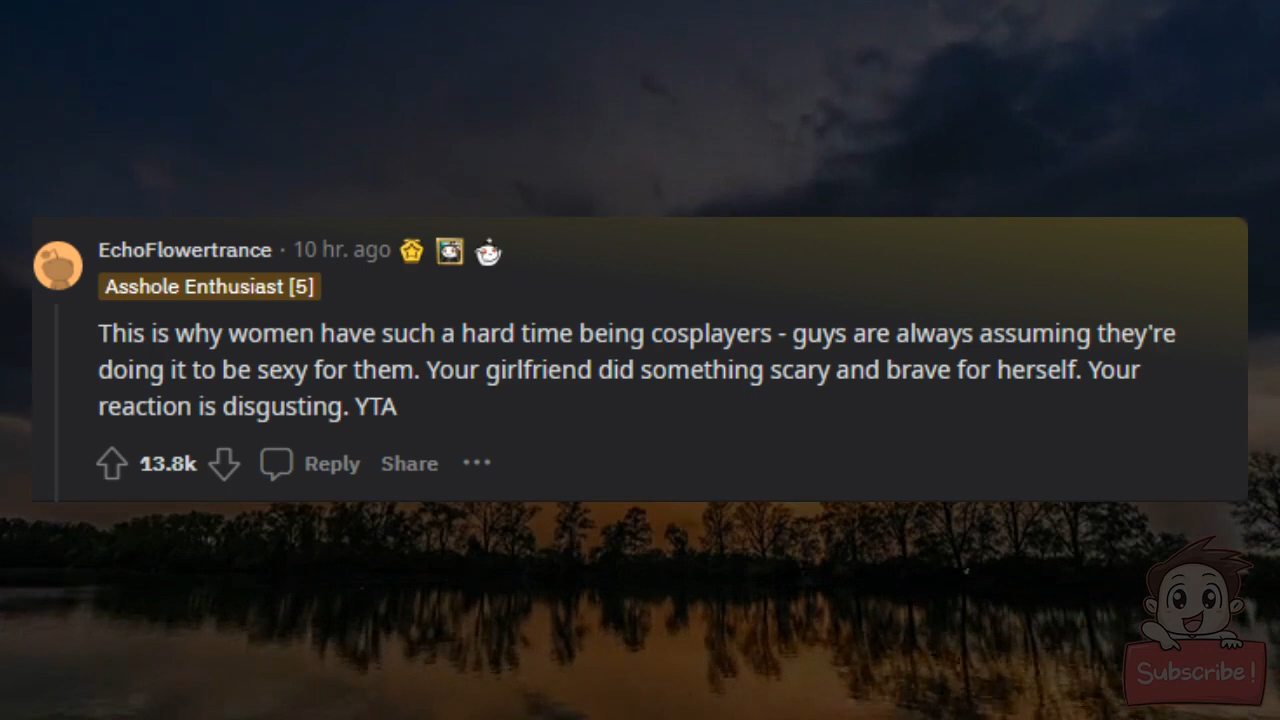 EchoFlowertrance · 10 hr. ago
Asshole Enthusiast [5]
This is why women have such a hard time being cosplayers - guys are always assuming they're
doing it to be sexy for them. Your girlfriend did something scary and brave for herself. Your
reaction is disgusting. YTA
13.8k Reply Share ···
Subscribe!